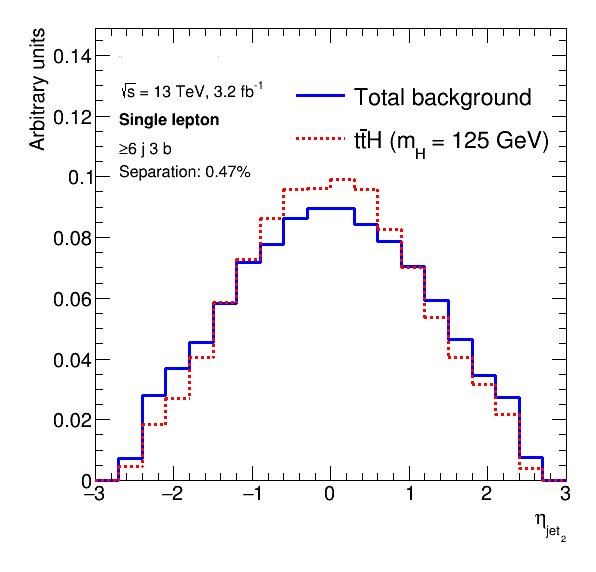 Arbitrary units
0.14
0.12
0.1
0.08
0.06
0.04
0.02
0
√s = 13 TeV, 3.2 fb⁻¹
Single lepton
≥6 j 3 b
Separation: 0.47%
Total background
tt̄H (m_H = 125 GeV)
−3 −2 −1 0 1 2 3
η_jet₂